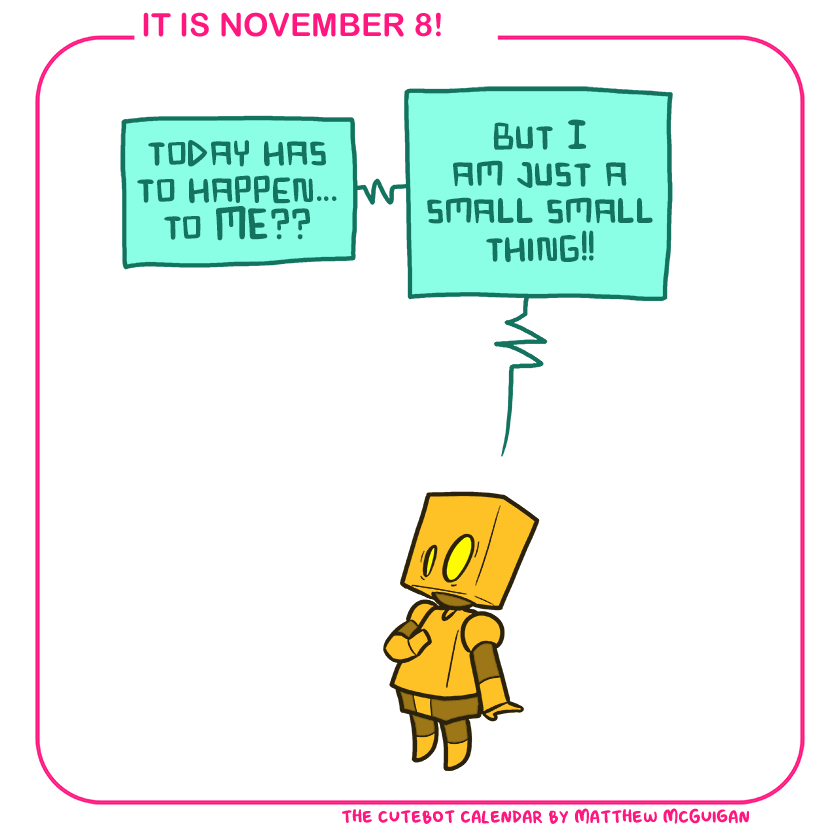 IT IS NOVEMBER 8!
TODAY HAS
TO HAPPEN...
TO ME??
BUT I
AM JUST A
SMALL SMALL
THING!!
THE CUTEBOT CALENDAR BY MATTHEW MCGUIGAN